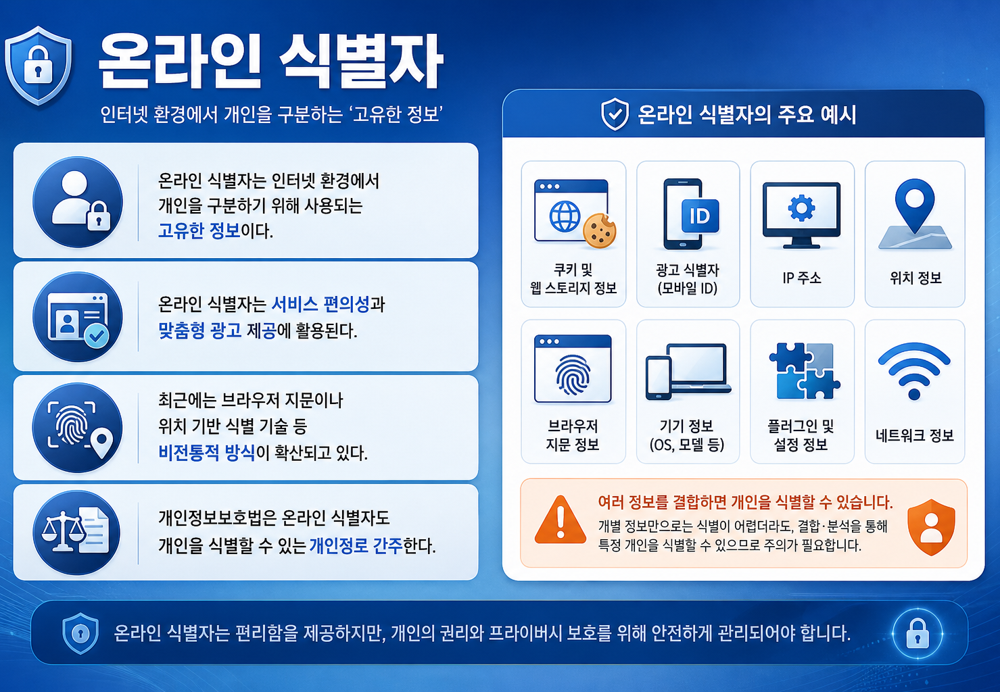 온라인 식별자
인터넷 환경에서 개인을 구분하는 ‘고유한 정보’
온라인 식별자는 인터넷 환경에서
개인을 구분하기 위해 사용되는
고유한 정보이다.
온라인 식별자는 서비스 편의성과
맞춤형 광고 제공에 활용된다.
최근에는 브라우저 지문이나
위치 기반 식별 기술 등
비전통적 방식이 확산되고 있다.
개인정보보호법은 온라인 식별자도
개인을 식별할 수 있는 개인정로 간주한다.
온라인 식별자의 주요 예시
쿠키 및
웹 스토리지 정보
ID
광고 식별자
(모바일 ID)
IP 주소
위치 정보
브라우저
지문 정보
기기 정보
(OS, 모델 등)
플러그인 및
설정 정보
네트워크 정보
여러 정보를 결합하면 개인을 식별할 수 있습니다.
개별 정보만으로는 식별이 어렵더라도, 결합·분석을 통해
특정 개인을 식별할 수 있으므로 주의가 필요합니다.
온라인 식별자는 편리함을 제공하지만, 개인의 권리와 프라이버시 보호를 위해 안전하게 관리되어야 합니다.